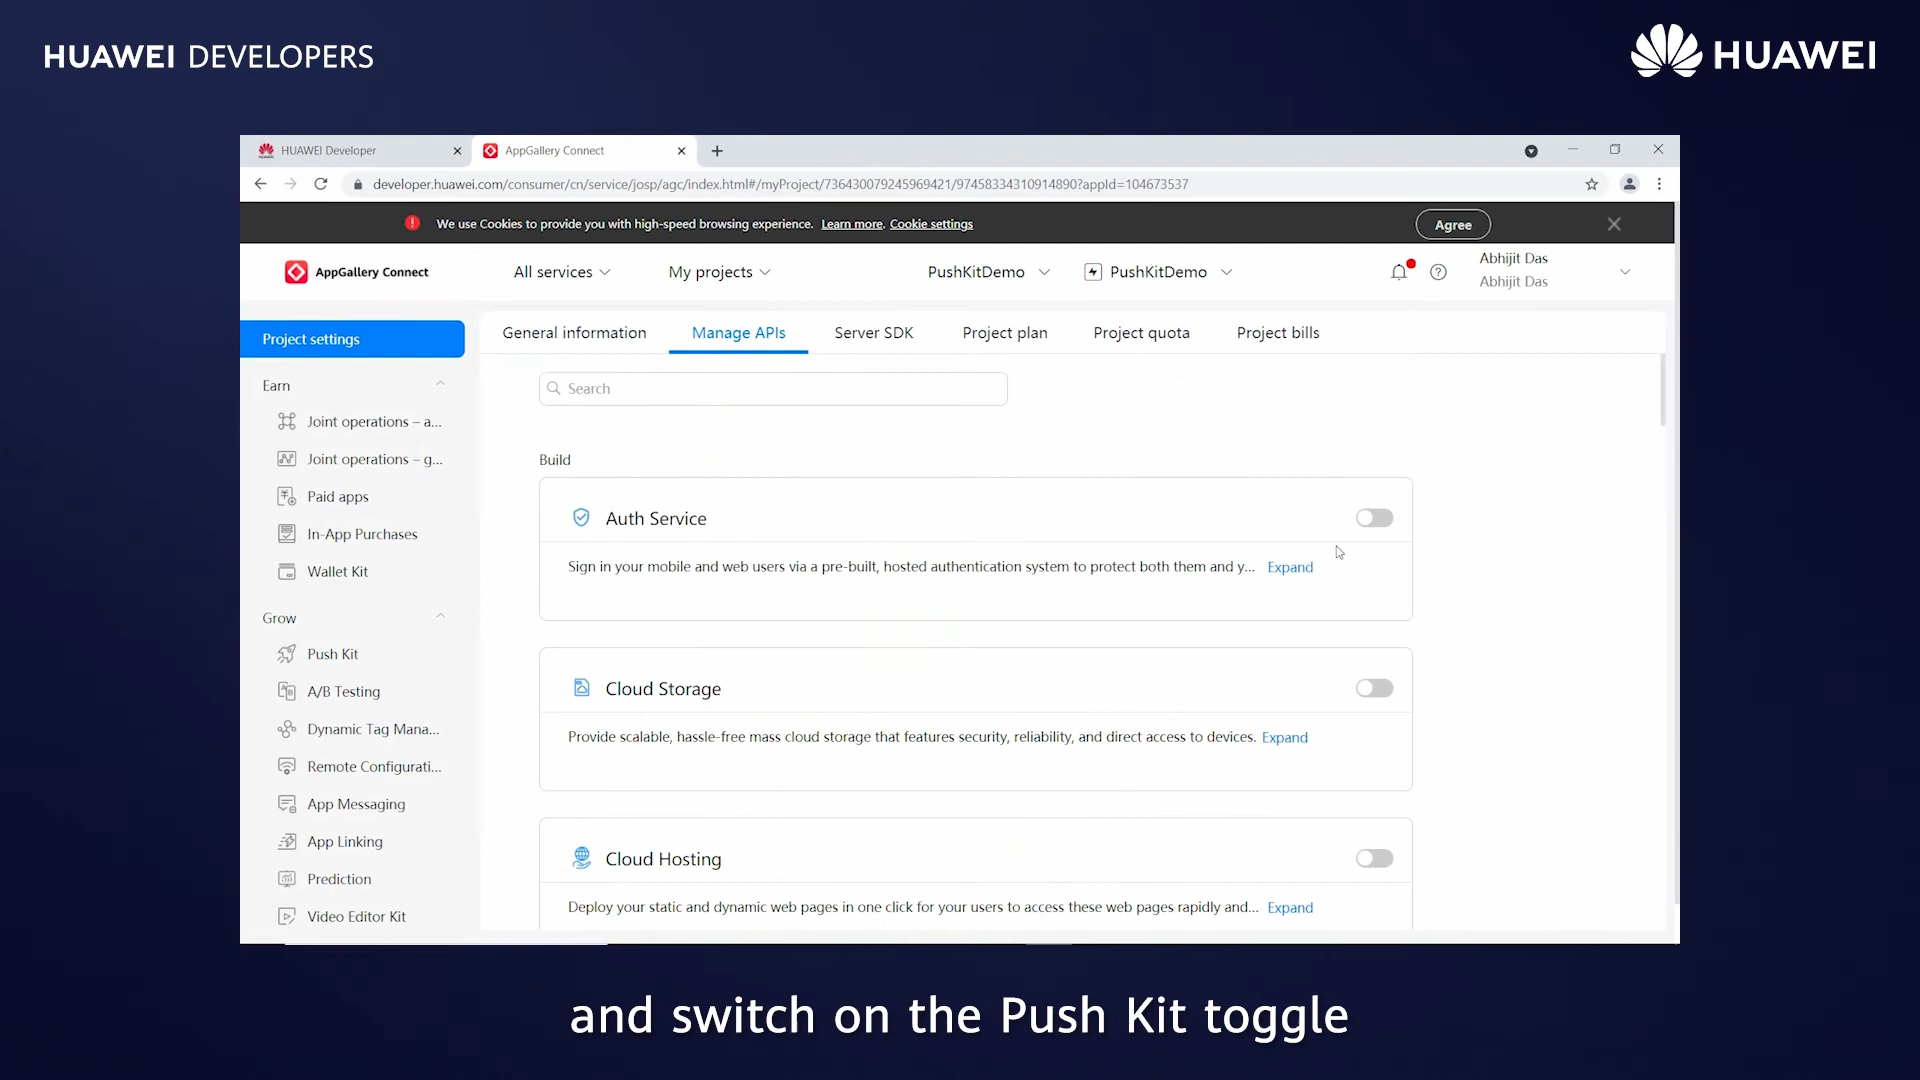 HUAWEI DEVELOPERS
HUAWEI
HUAWEI Developer
AppGallery Connect
developer.huawei.com/consumer/cn/service/josp/agc/index.html#/myProject/736430079245969421/97458334310914890?appId=104673537
We use Cookies to provide you with high-speed browsing experience. Learn more. Cookie settings
Agree
AppGallery Connect
All services
My projects
PushKitDemo
PushKitDemo
Abhijit Das
Abhijit Das
Project settings
Earn
Joint operations – a...
Joint operations – g...
Paid apps
In-App Purchases
Wallet Kit
Grow
Push Kit
A/B Testing
Dynamic Tag Mana...
Remote Configurati...
App Messaging
App Linking
Prediction
Video Editor Kit
General information
Manage APIs
Server SDK
Project plan
Project quota
Project bills
Search
Build
Auth Service
Sign in your mobile and web users via a pre-built, hosted authentication system to protect both them and y... Expand
Cloud Storage
Provide scalable, hassle-free mass cloud storage that features security, reliability, and direct access to devices. Expand
Cloud Hosting
Deploy your static and dynamic web pages in one click for your users to access these web pages rapidly and... Expand
and switch on the Push Kit toggle